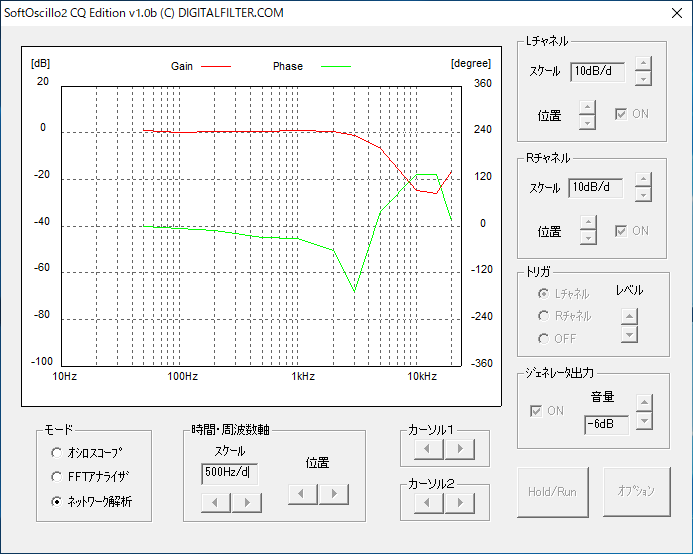 SoftOscillo2 CQ Edition v1.0b (C) DIGITALFILTER.COM
[dB] Gain Phase [degree]
20 360
0 240
-20 120
-40 0
-60 -120
-80 -240
-100 -360
10Hz 100Hz 1kHz 10kHz
Lﾁｬﾈﾙ
ｽｹｰﾙ 10dB/d
位置 ON
Rﾁｬﾈﾙ
ｽｹｰﾙ 10dB/d
位置 ON
ﾄﾘｶﾞ
Lﾁｬﾈﾙ レベル
Rﾁｬﾈﾙ
OFF
ｼﾞｪﾈﾚｰﾀ出力
ON 音量
-6dB
モード
ｵｼﾛｽｺｰﾌﾟ
FFTｱﾅﾗｲｻﾞ
ﾈｯﾄﾜｰｸ解析
時間・周波数軸
スケール
500Hz/d
位置
カーソル1
カーソル2
Hold/Run
ｵﾌﾟｼｮﾝ